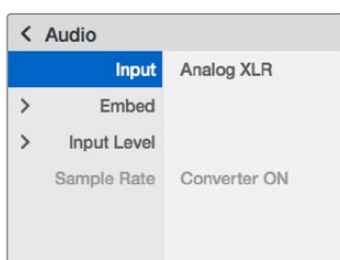 < Audio
Input Analog XLR
> Embed
> Input Level
Sample Rate Converter ON